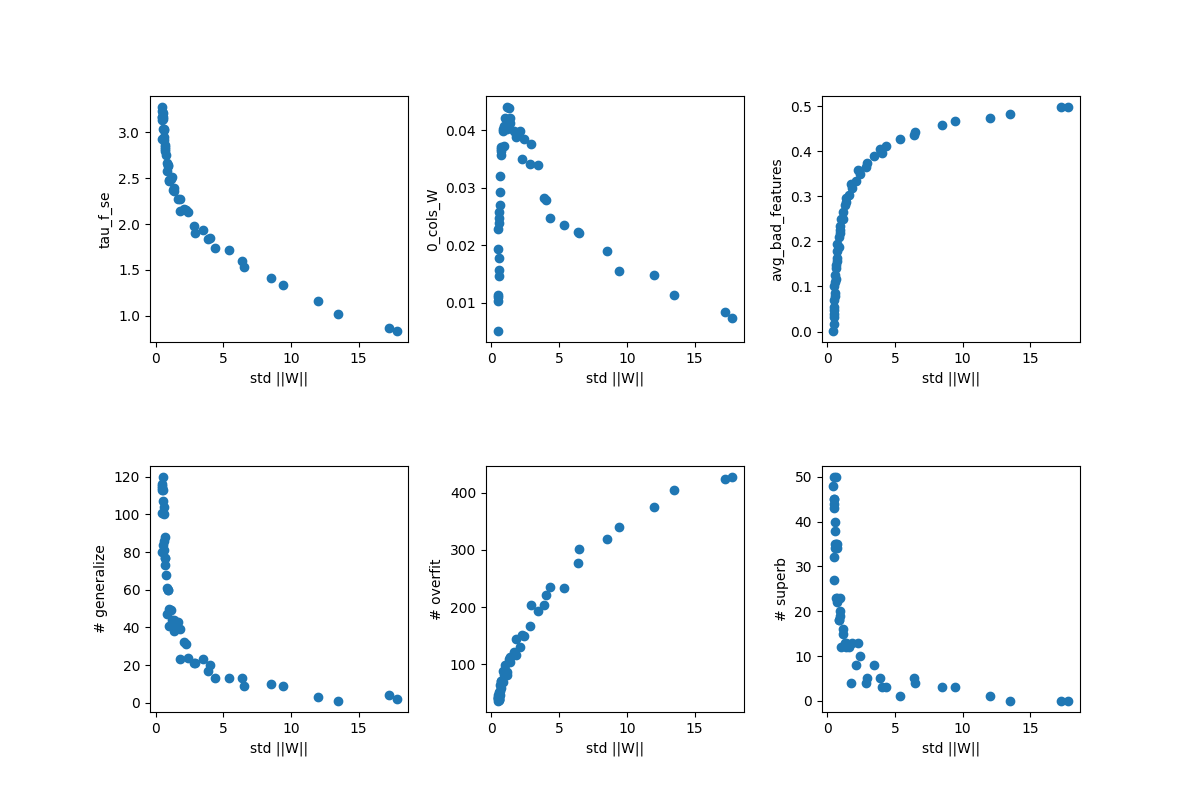 3.0
2.5
2.0
1.5
1.0
tau_f_se
0 5 10 15
std ||W||
0.04
0.03
0.02
0.01
0_cols_W
0 5 10 15
std ||W||
0.5
0.4
0.3
0.2
0.1
0.0
avg_bad_features
0 5 10 15
std ||W||
120
100
80
60
40
20
0
# generalize
0 5 10 15
std ||W||
400
300
200
100
# overfit
0 5 10 15
std ||W||
50
40
30
20
10
0
# superb
0 5 10 15
std ||W||